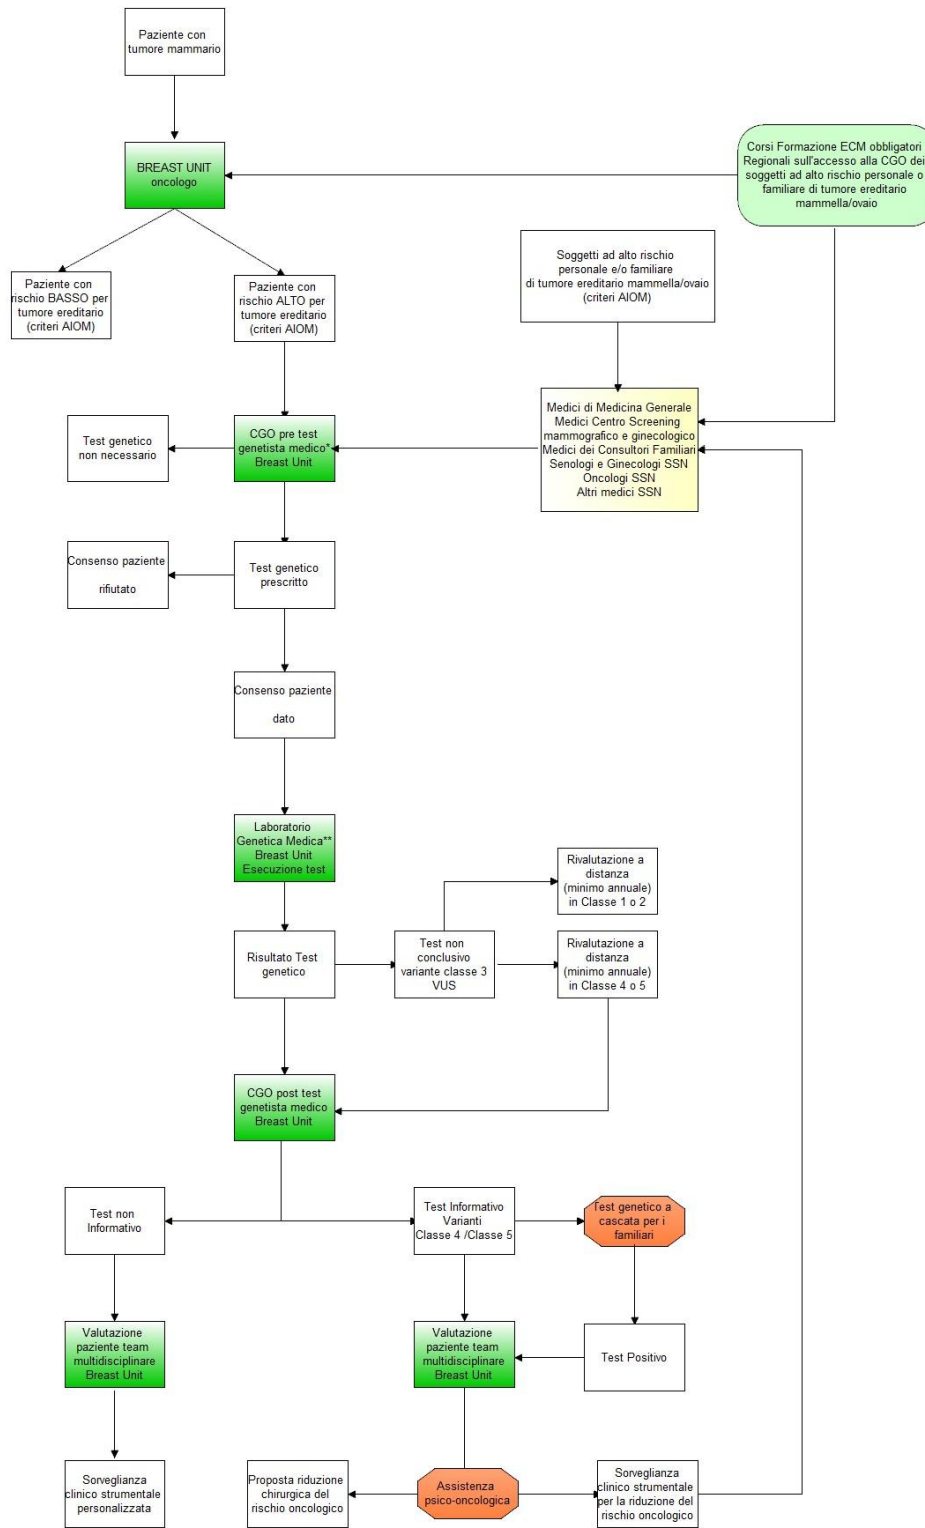 Paziente con
tumore mammario
BREAST UNIT
oncologo
Corsi Formazione ECM obbligatori
Regionali sull'accesso alla CGO dei
soggetti ad alto rischio personale o
familiare di tumore ereditario
mammella/ovaio
Paziente con
rischio BASSO per
tumore ereditario
(criteri AIOM)
Paziente con
rischio ALTO per
tumore ereditario
(criteri AIOM)
Soggetti ad alto rischio
personale e/o familiare
di tumore ereditario mammella/ovaio
(criteri AIOM)
Test genetico
non necessario
CGO pre test
genetista medico*
Breast Unit
Medici di Medicina Generale
Medici Centro Screening
mammografico e ginecologico
Medici dei Consultori Familiari
Senologi e Ginecologi SSN
Oncologi SSN
Altri medici SSN
Consenso paziente
rifiutato
Test genetico
prescritto
Consenso paziente
dato
Laboratorio
Genetica Medica**
Breast Unit
Esecuzione test
Rivalutazione a
distanza
(minimo annuale)
in Classe 1 o 2
Risultato Test
genetico
Test non
conclusivo
variante classe 3
VUS
Rivalutazione a
distanza
(minimo annuale)
in Classe 4 o 5
CGO post test
genetista medico
Breast Unit
Test non
Informativo
Test Informativo
Varianti
Classe 4 /Classe 5
Test genetico a
cascata per i
familiari
Valutazione
paziente team
multidisciplinare
Breast Unit
Valutazione
paziente team
multidisciplinare
Breast Unit
Test Positivo
Sorveglianza
clinico strumentale
personalizzata
Proposta riduzione
chirurgica del
rischio oncologico
Assistenza
psico-oncologica
Sorveglianza
clinico strumentale
per la riduzione del
rischio oncologico